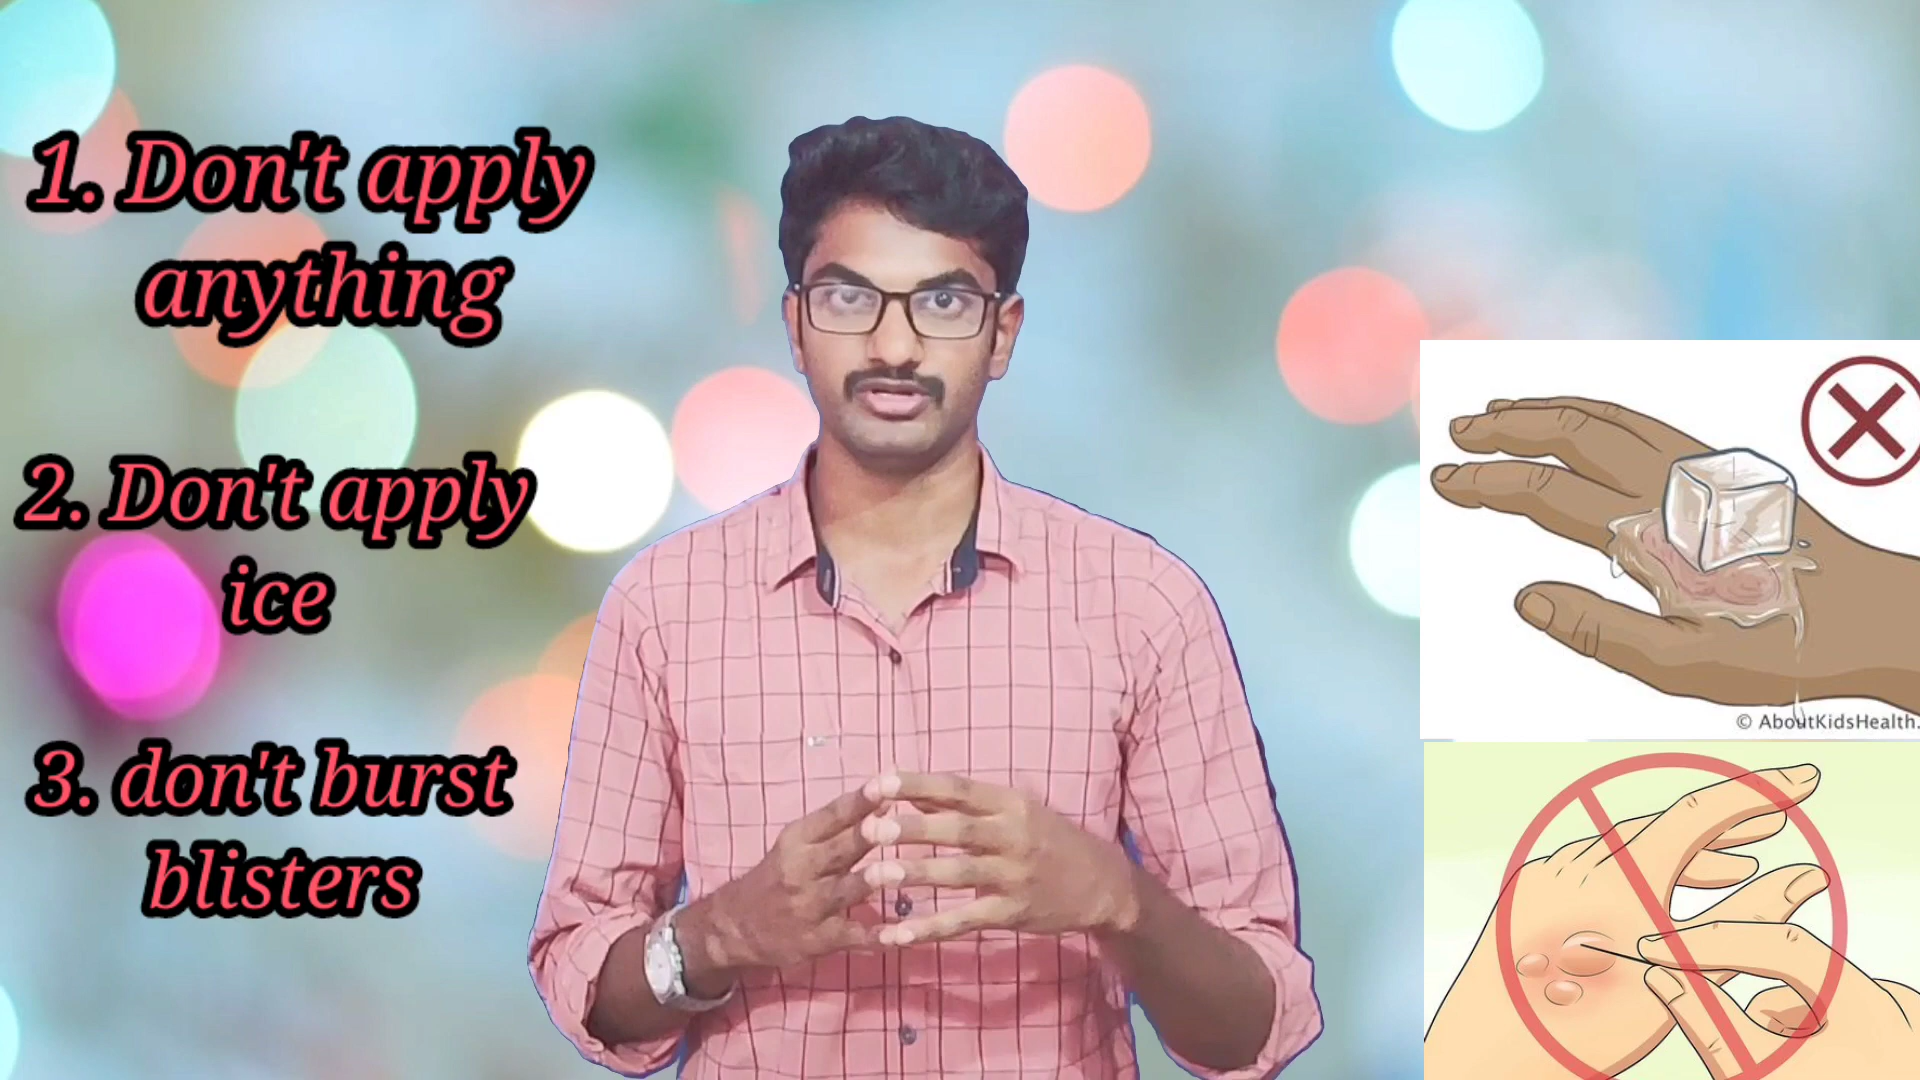 1. Don't apply
anything
2. Don't apply
ice
3. don't burst
blisters
© AboutKidsHealth.